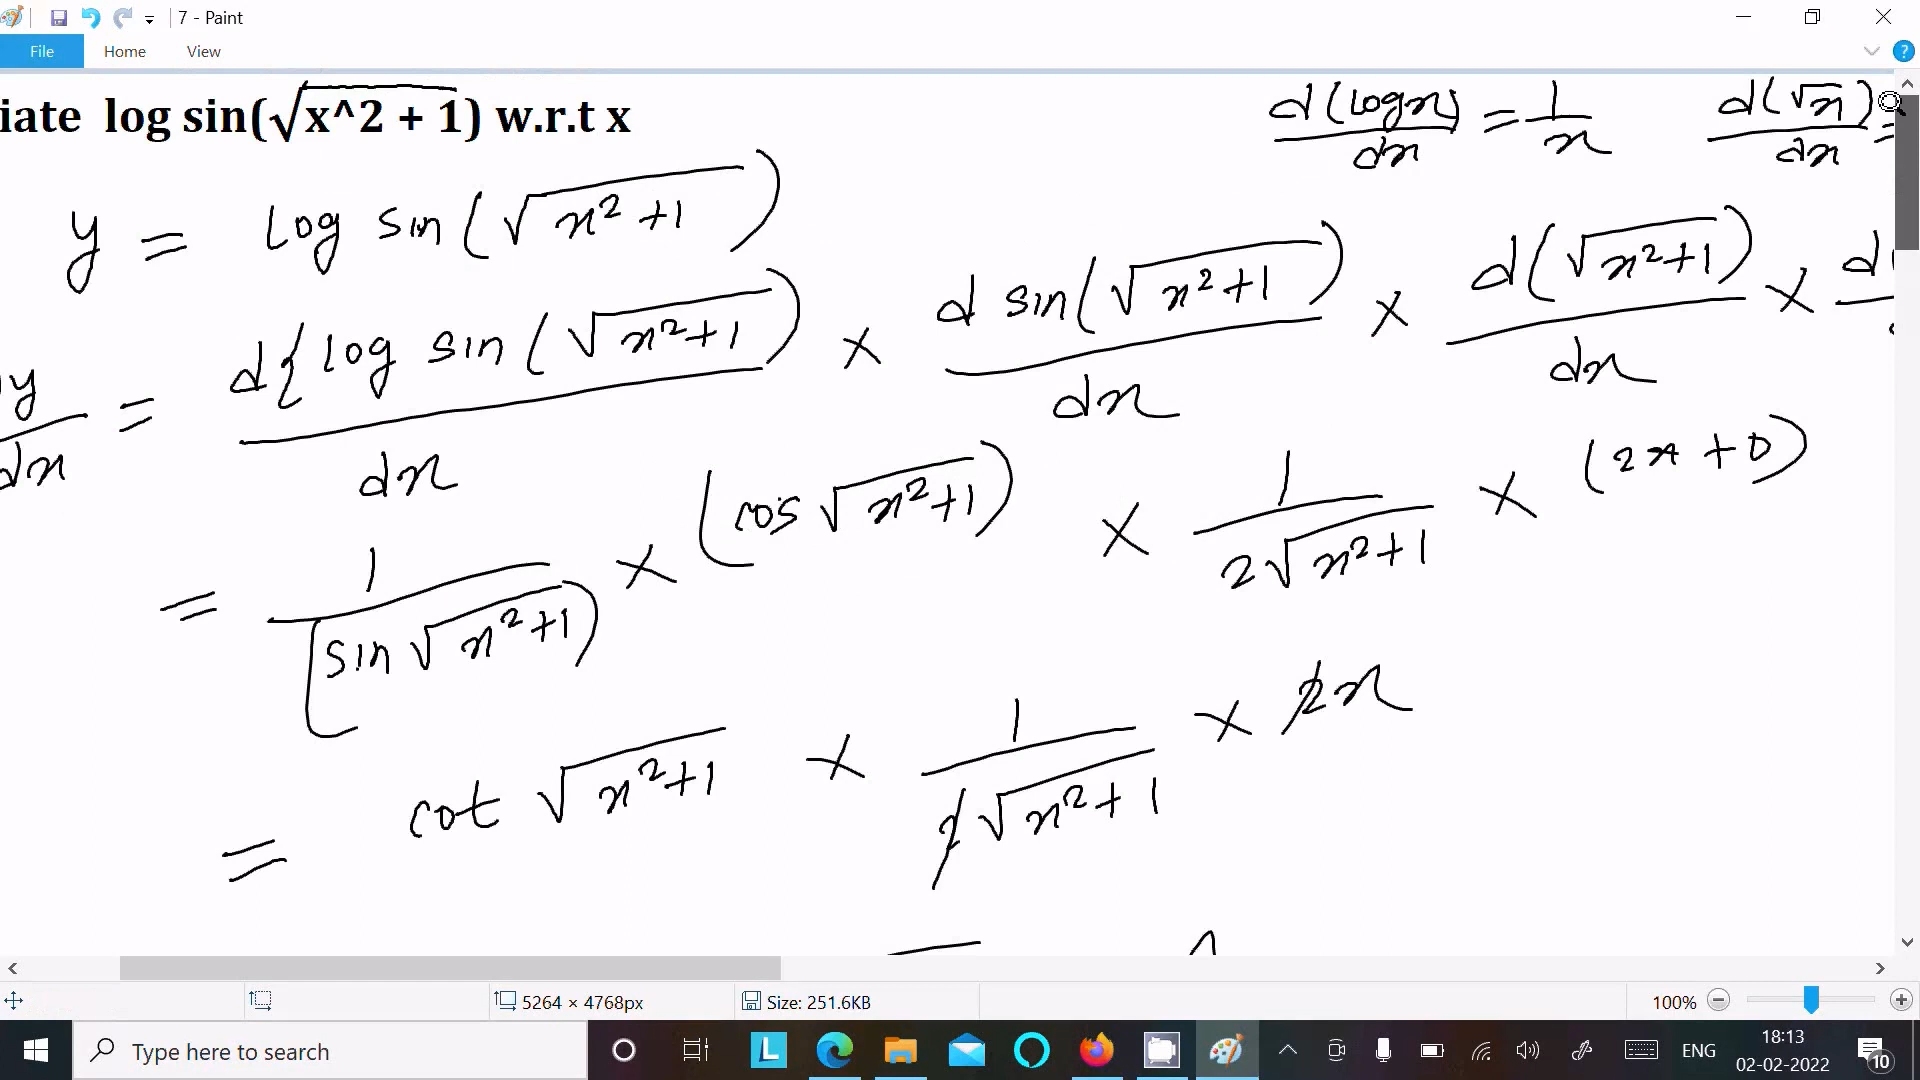 7 - Paint
File Home View
iate log sin(√x^2 + 1) w.r.t x
d(log x)/dx = 1/x d(√x)/dx =
y = log sin(√x²+1)
y/dx = d{log sin(√x²+1)/dx × d sin(√x²+1)/dx × d(√x²+1)/dx × d
= 1/[sin √x²+1) × (cos √x²+1) × 1/2√x²+1 × (2x + 0)
= cot √x²+1 × 1/2√x²+1 × 2x
5264 × 4768px Size: 251.6KB 100%
Type here to search ENG 18:13
02-02-2022 10